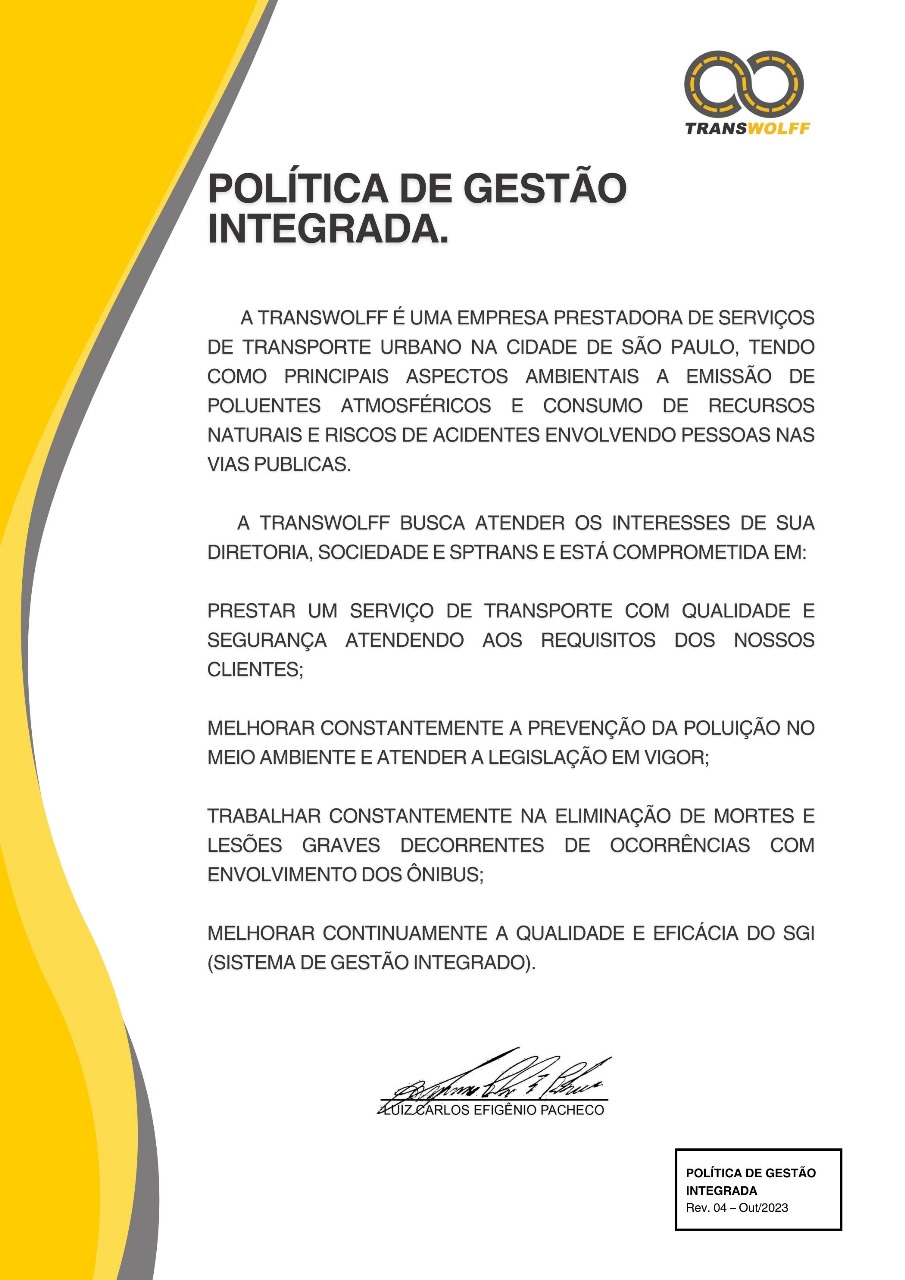 TRANSWOLFF
POLÍTICA DE GESTÃO
INTEGRADA.
A TRANSWOLFF É UMA EMPRESA PRESTADORA DE SERVIÇOS
DE TRANSPORTE URBANO NA CIDADE DE SÃO PAULO, TENDO
COMO PRINCIPAIS ASPECTOS AMBIENTAIS A EMISSÃO DE
POLUENTES ATMOSFÉRICOS E CONSUMO DE RECURSOS
NATURAIS E RISCOS DE ACIDENTES ENVOLVENDO PESSOAS NAS
VIAS PUBLICAS.
A TRANSWOLFF BUSCA ATENDER OS INTERESSES DE SUA
DIRETORIA, SOCIEDADE E SPTRANS E ESTÁ COMPROMETIDA EM:
PRESTAR UM SERVIÇO DE TRANSPORTE COM QUALIDADE E
SEGURANÇA ATENDENDO AOS REQUISITOS DOS NOSSOS
CLIENTES;
MELHORAR CONSTANTEMENTE A PREVENÇÃO DA POLUIÇÃO NO
MEIO AMBIENTE E ATENDER A LEGISLAÇÃO EM VIGOR;
TRABALHAR CONSTANTEMENTE NA ELIMINAÇÃO DE MORTES E
LESÕES GRAVES DECORRENTES DE OCORRÊNCIAS COM
ENVOLVIMENTO DOS ÔNIBUS;
MELHORAR CONTINUAMENTE A QUALIDADE E EFICÁCIA DO SGI
(SISTEMA DE GESTÃO INTEGRADO).
LUIZ CARLOS EFIGÊNIO PACHECO
POLÍTICA DE GESTÃO
INTEGRADA
Rev. 04 – Out/2023